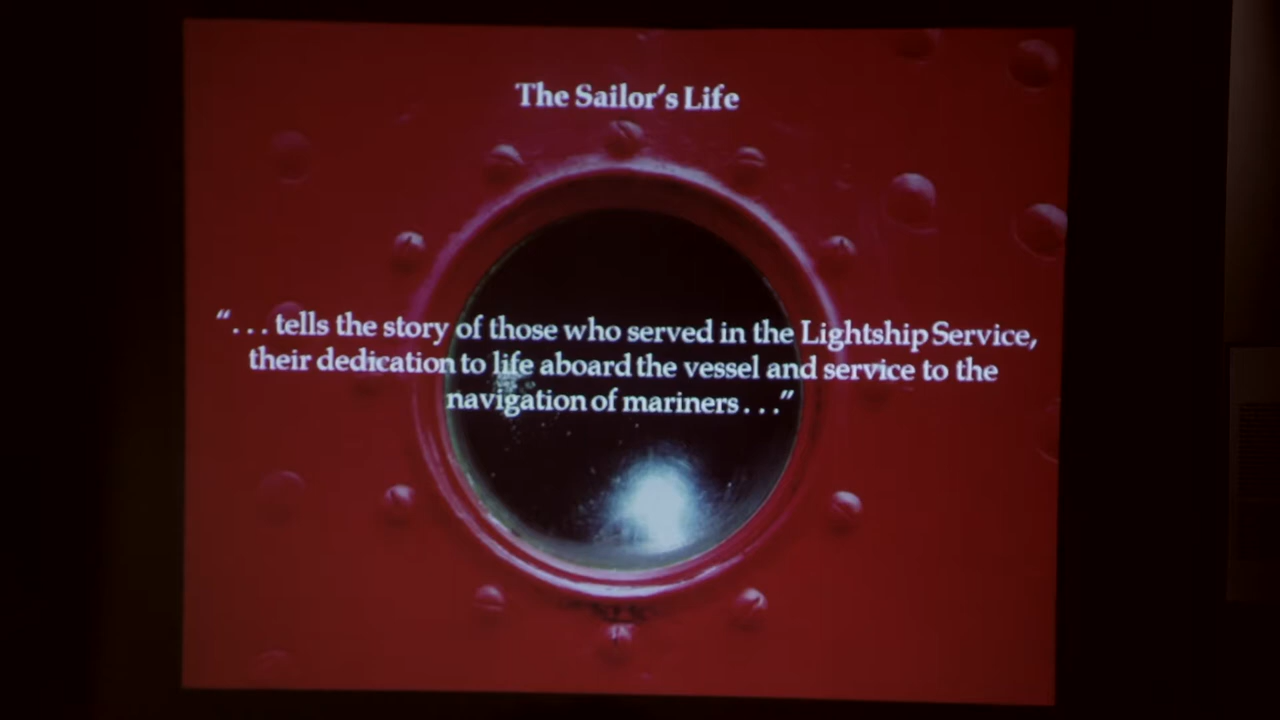 The Sailor’s Life
“. . . tells the story of those who served in the Lightship Service,
their dedication to life aboard the vessel and service to the
navigation of mariners . . .”